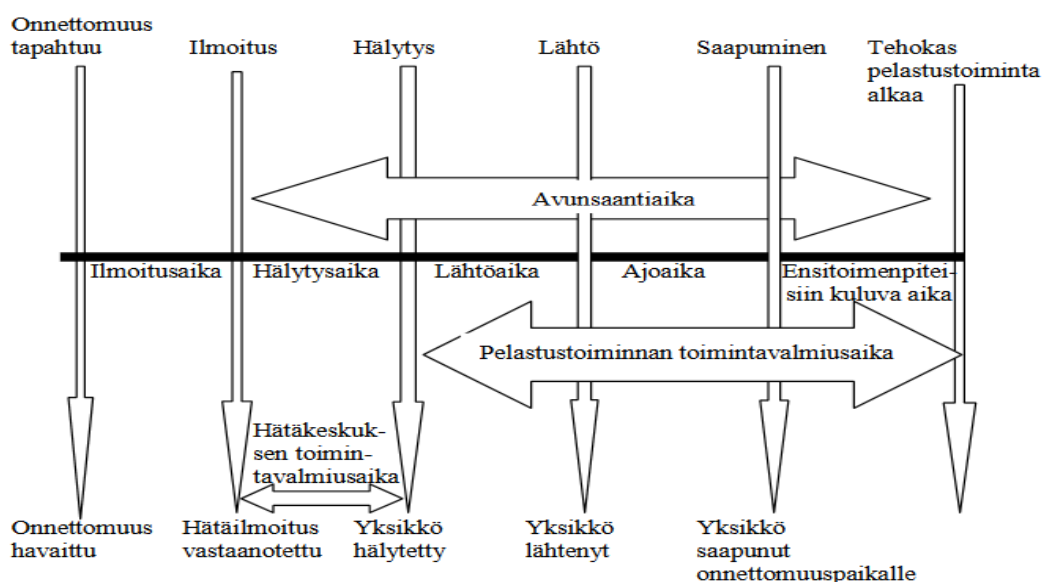 Onnettomuus
tapahtuu
Ilmoitus
Hälytys
Lähtö
Saapuminen
Tehokas
pelastustoiminta
alkaa
Avunsaantiaika
Ilmoitusaika
Hälytysaika
Lähtöaika
Ajoaika
Ensitoimenpitei-
siin kuluva aika
Pelastustoiminnan toimintavalmiusaika
Hätäkeskuk-
sen toimin-
tavalmiusaika
Onnettomuus
havaittu
Hätäilmoitus
vastaanotettu
Yksikkö
hälytetty
Yksikkö
lähtenyt
Yksikkö
saapunut
onnettomuuspaikalle